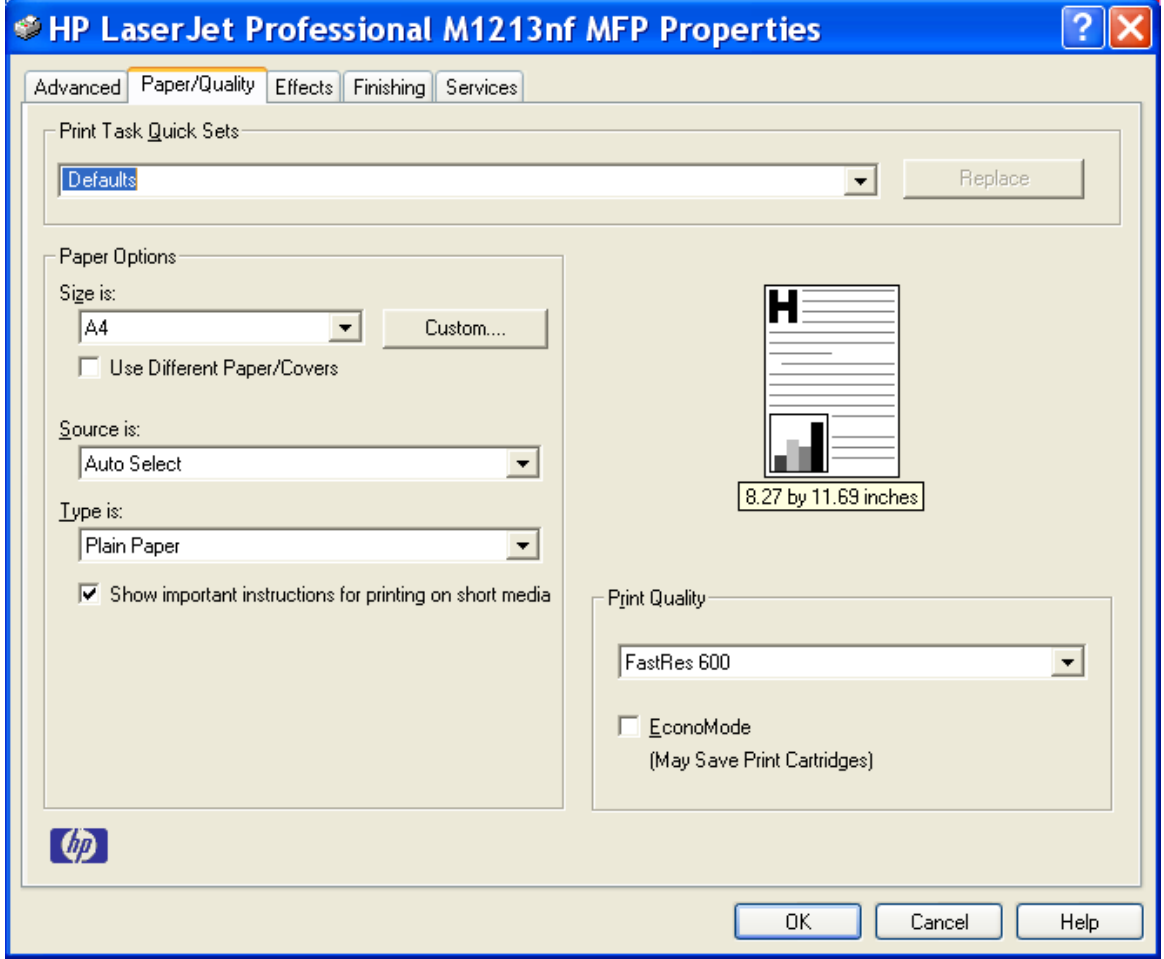 HP LaserJet Professional M1213nf MFP Properties
?
Advanced Paper/Quality Effects Finishing Services
Print Task Quick Sets
Defaults
Replace
Paper Options
Size is:
A4
Custom....
Use Different Paper/Covers
Source is:
Auto Select
Type is:
Plain Paper
Show important instructions for printing on short media
H
8.27 by 11.69 inches
Print Quality
FastRes 600
EconoMode
(May Save Print Cartridges)
hp
OK Cancel Help